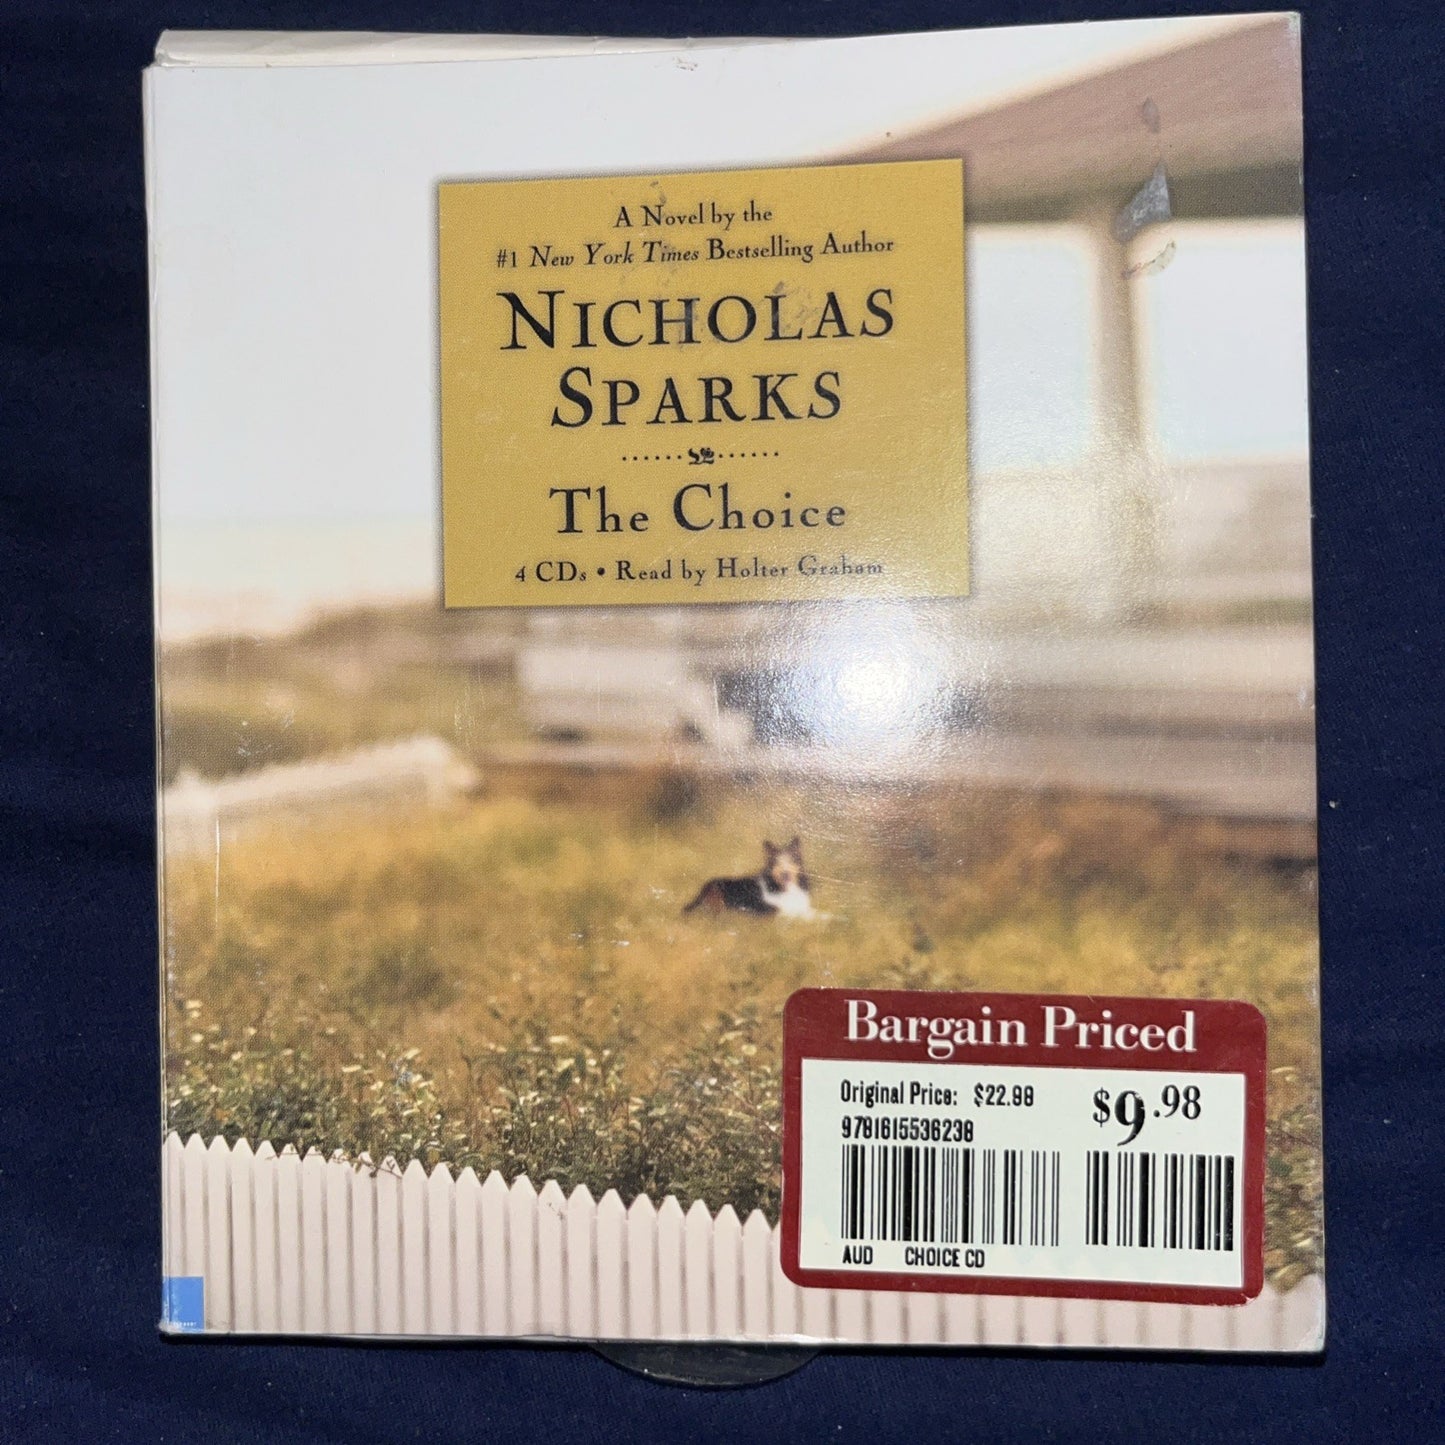 A Novel by the
#1 New York Times Bestselling Author
NICHOLAS
SPARKS
The Choice
4 CDs • Read by Holter Graham
Bargain Priced
Original Price: $22.98
$9.98
9781615536238
AUD CHOICE CD